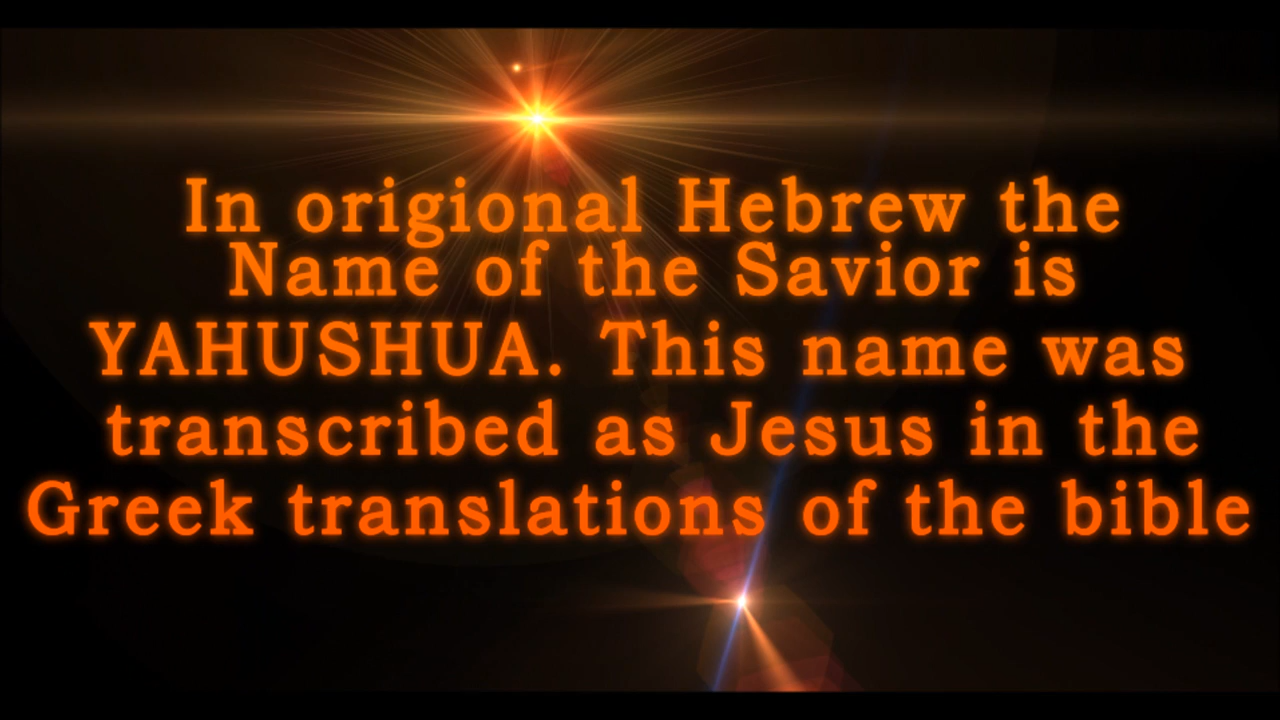 In origional Hebrew the
Name of the Savior is
YAHUSHUA. This name was
transcribed as Jesus in the
Greek translations of the bible